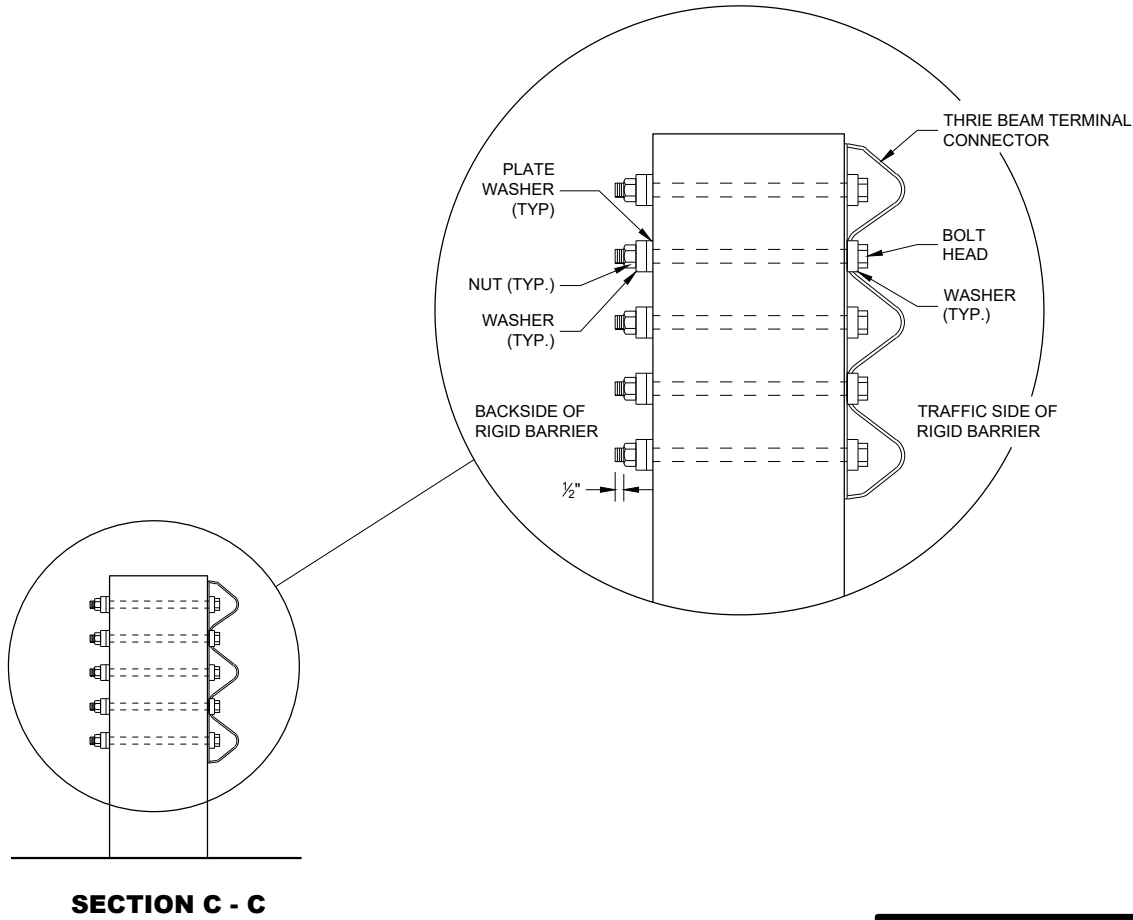 THRIE BEAM TERMINAL
CONNECTOR
PLATE
WASHER
(TYP)
BOLT
HEAD
NUT (TYP.)
WASHER
(TYP.)
WASHER
(TYP.)
BACKSIDE OF
RIGID BARRIER
TRAFFIC SIDE OF
RIGID BARRIER
½"
SECTION C - C